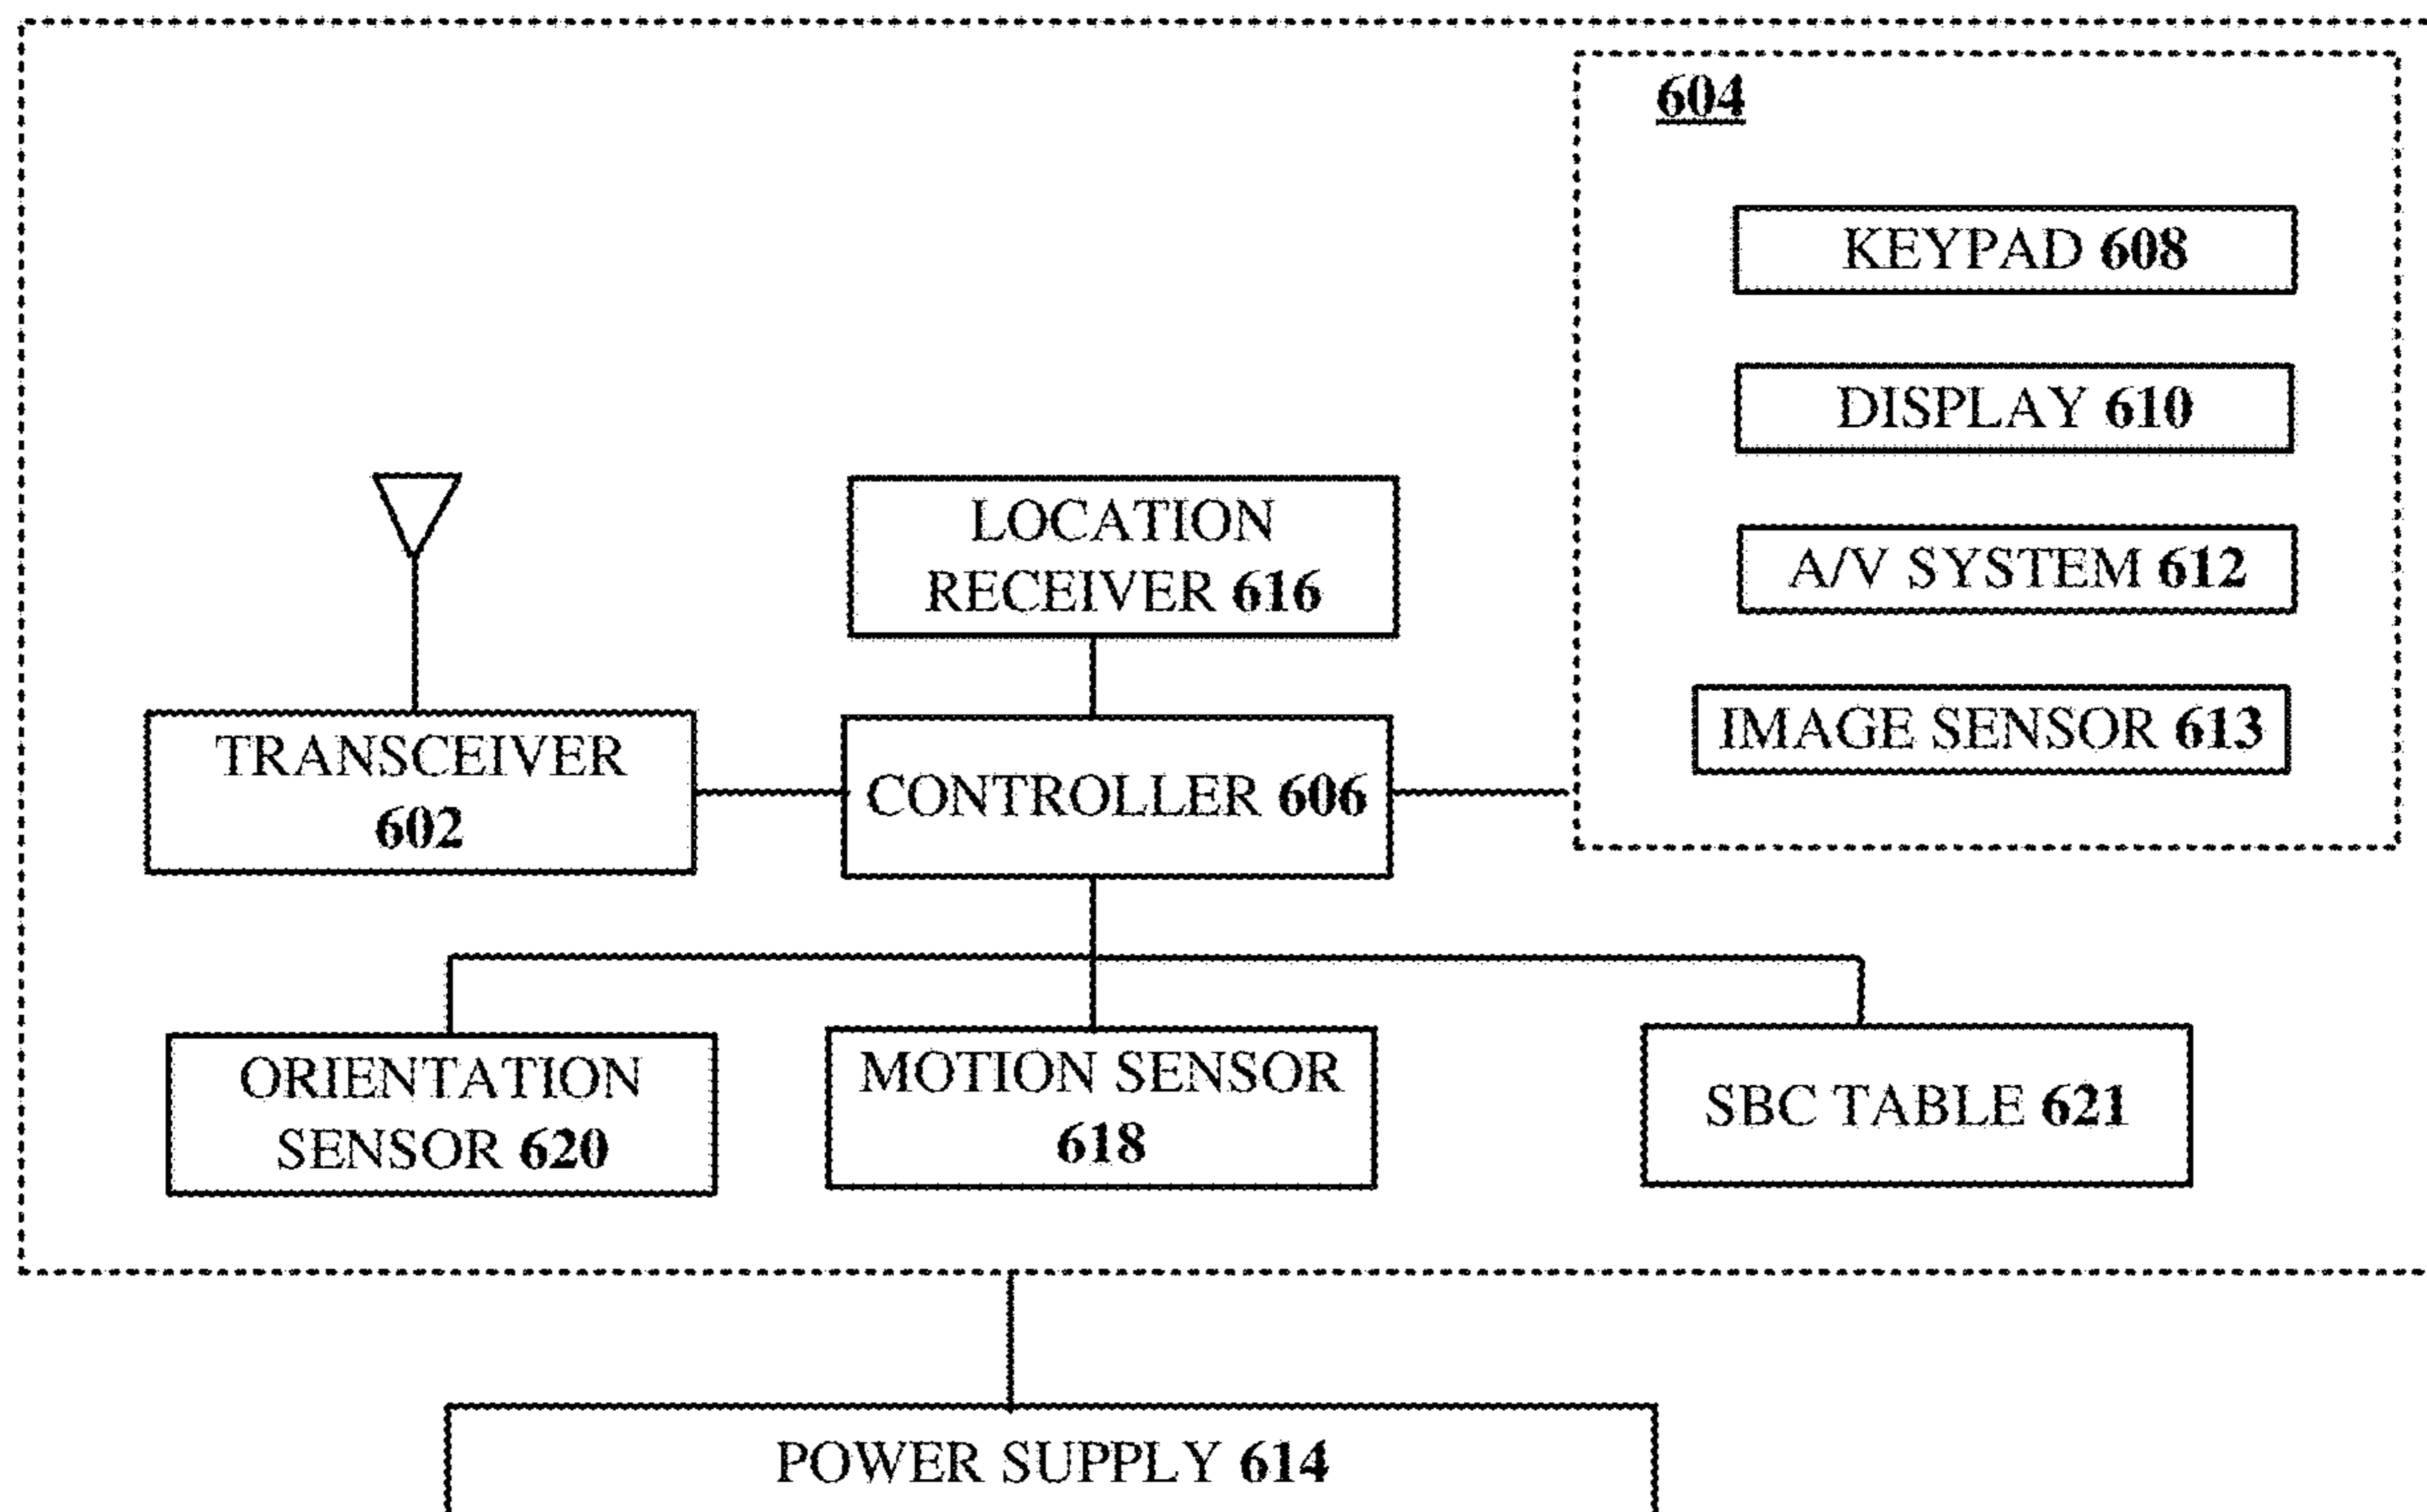 604
KEYPAD 608
DISPLAY 610
A/V SYSTEM 612
IMAGE SENSOR 613
LOCATION
RECEIVER 616
TRANSCEIVER
602
CONTROLLER 606
ORIENTATION
SENSOR 620
MOTION SENSOR
618
SBC TABLE 621
POWER SUPPLY 614